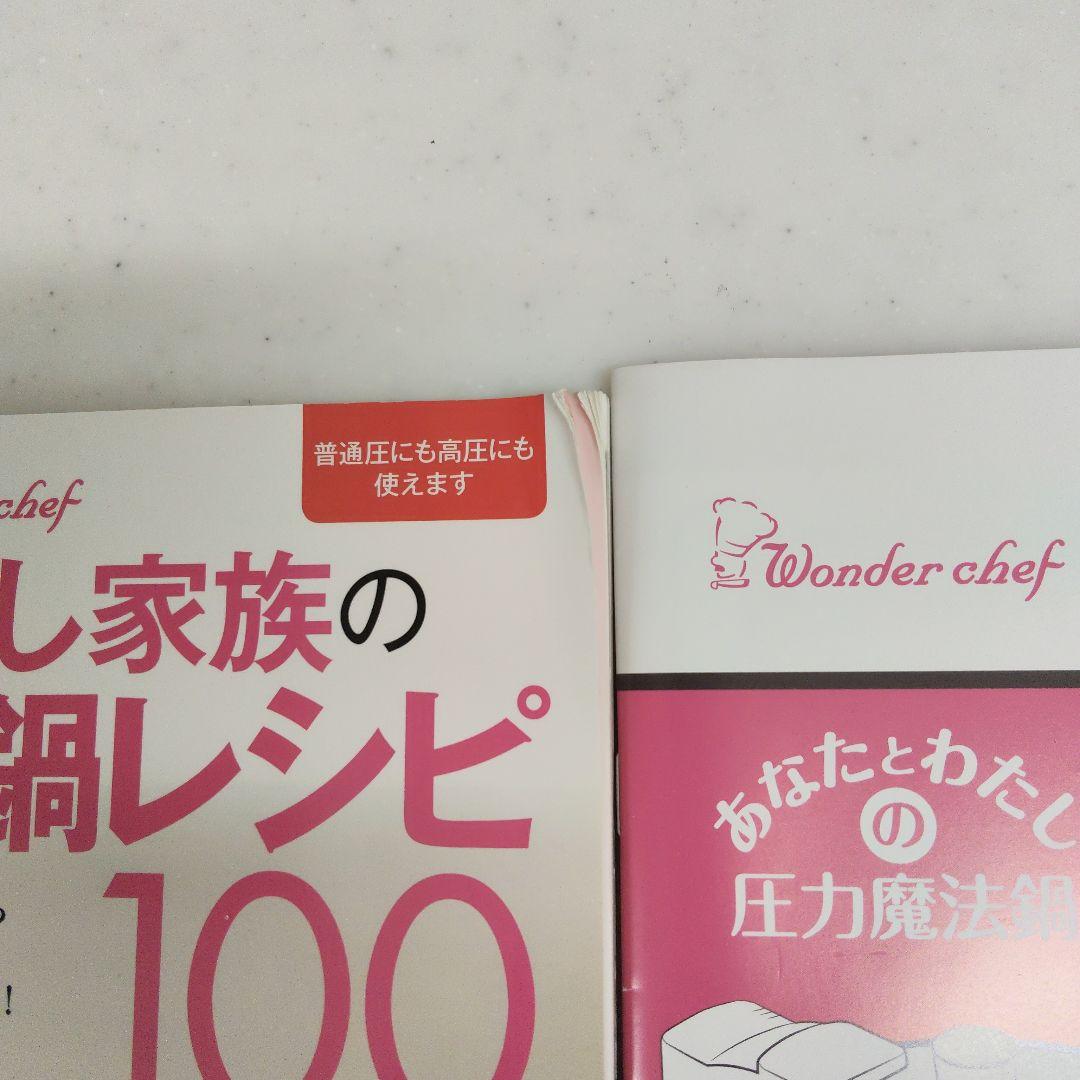 普通圧にも高圧にも
使えます
chef
し家族の
鍋レシピ
100
!
Wonder chef
あなたとわたし
の
圧力魔法鍋